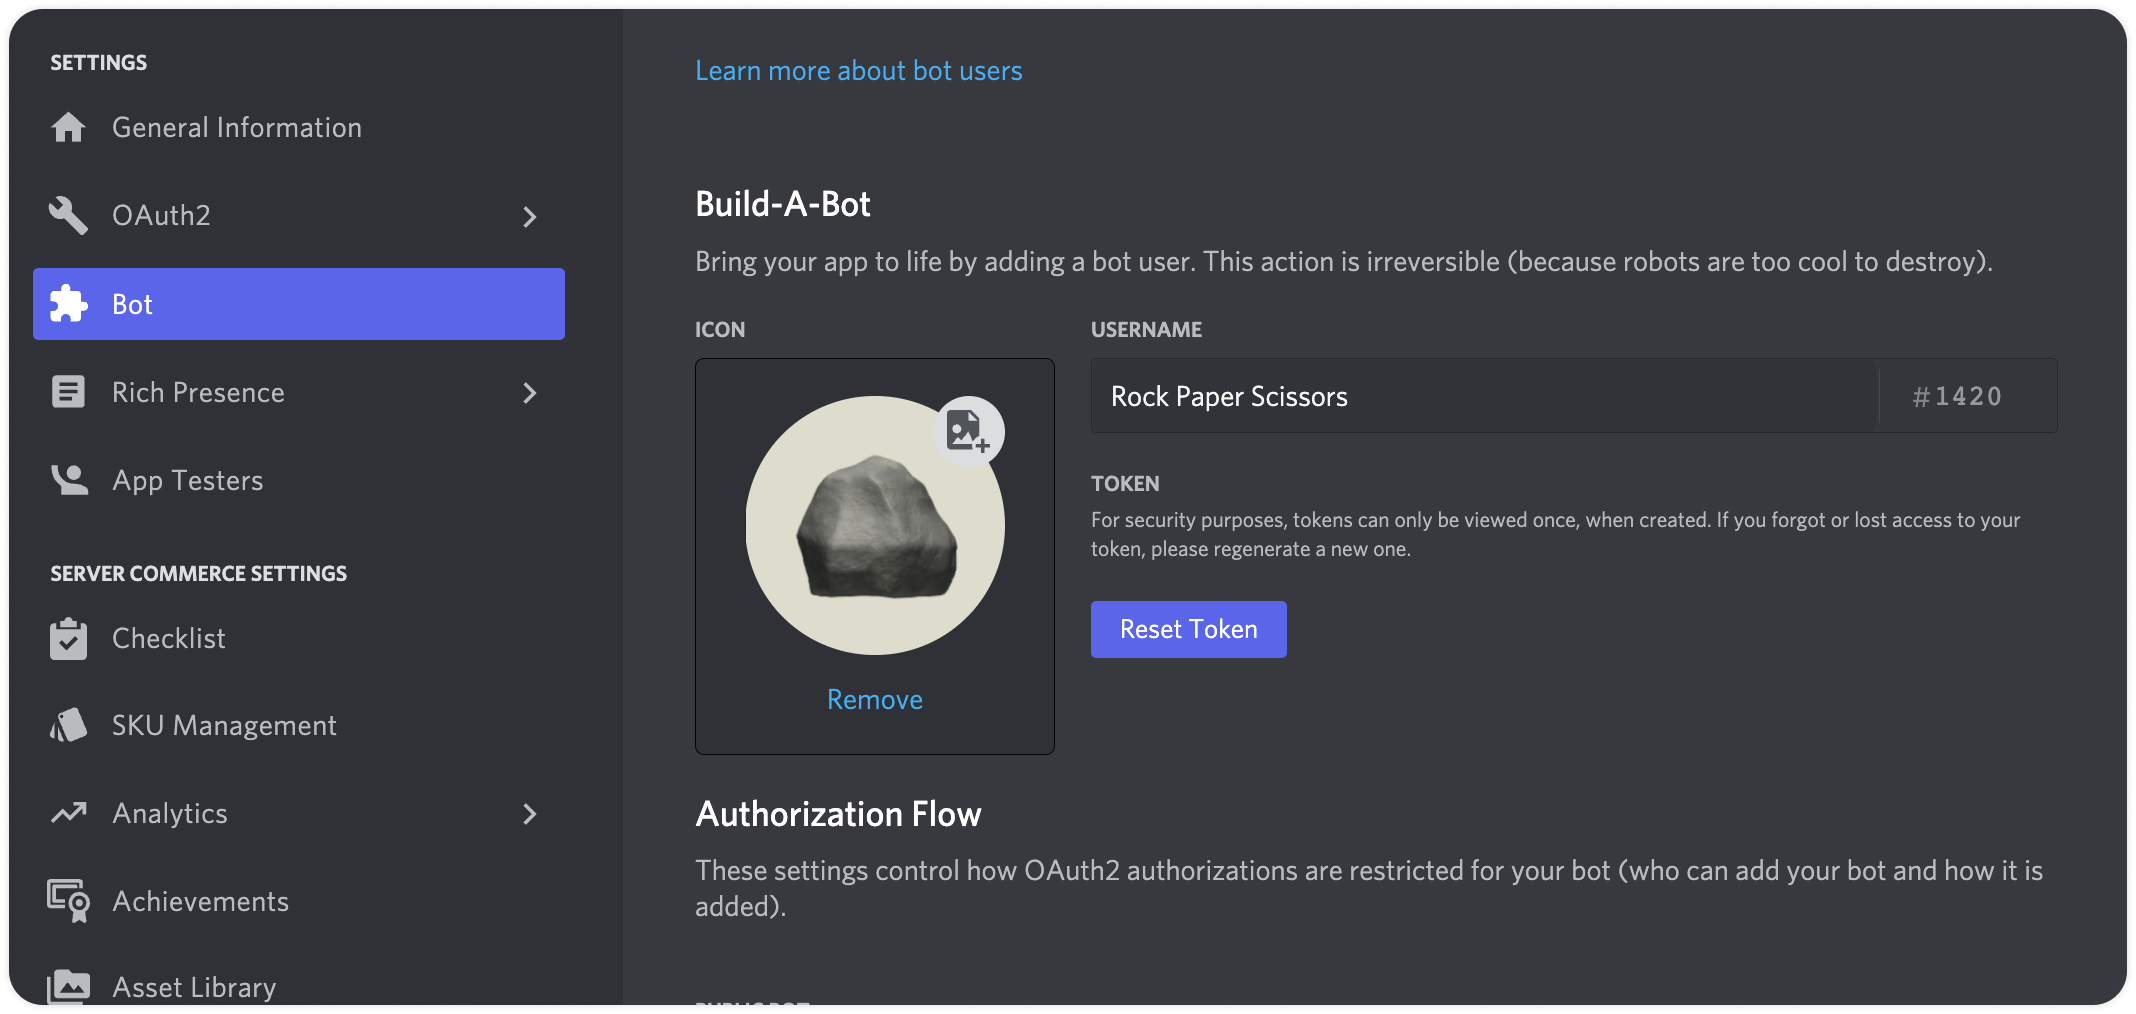 SETTINGS
General Information
OAuth2
Bot
Rich Presence
App Testers
SERVER COMMERCE SETTINGS
Checklist
SKU Management
Analytics
Achievements
Asset Library
Learn more about bot users
Build-A-Bot
Bring your app to life by adding a bot user. This action is irreversible (because robots are too cool to destroy).
ICON
Remove
USERNAME
Rock Paper Scissors #1420
TOKEN
For security purposes, tokens can only be viewed once, when created. If you forgot or lost access to your
token, please regenerate a new one.
Reset Token
Authorization Flow
These settings control how OAuth2 authorizations are restricted for your bot (who can add your bot and how it is
added).